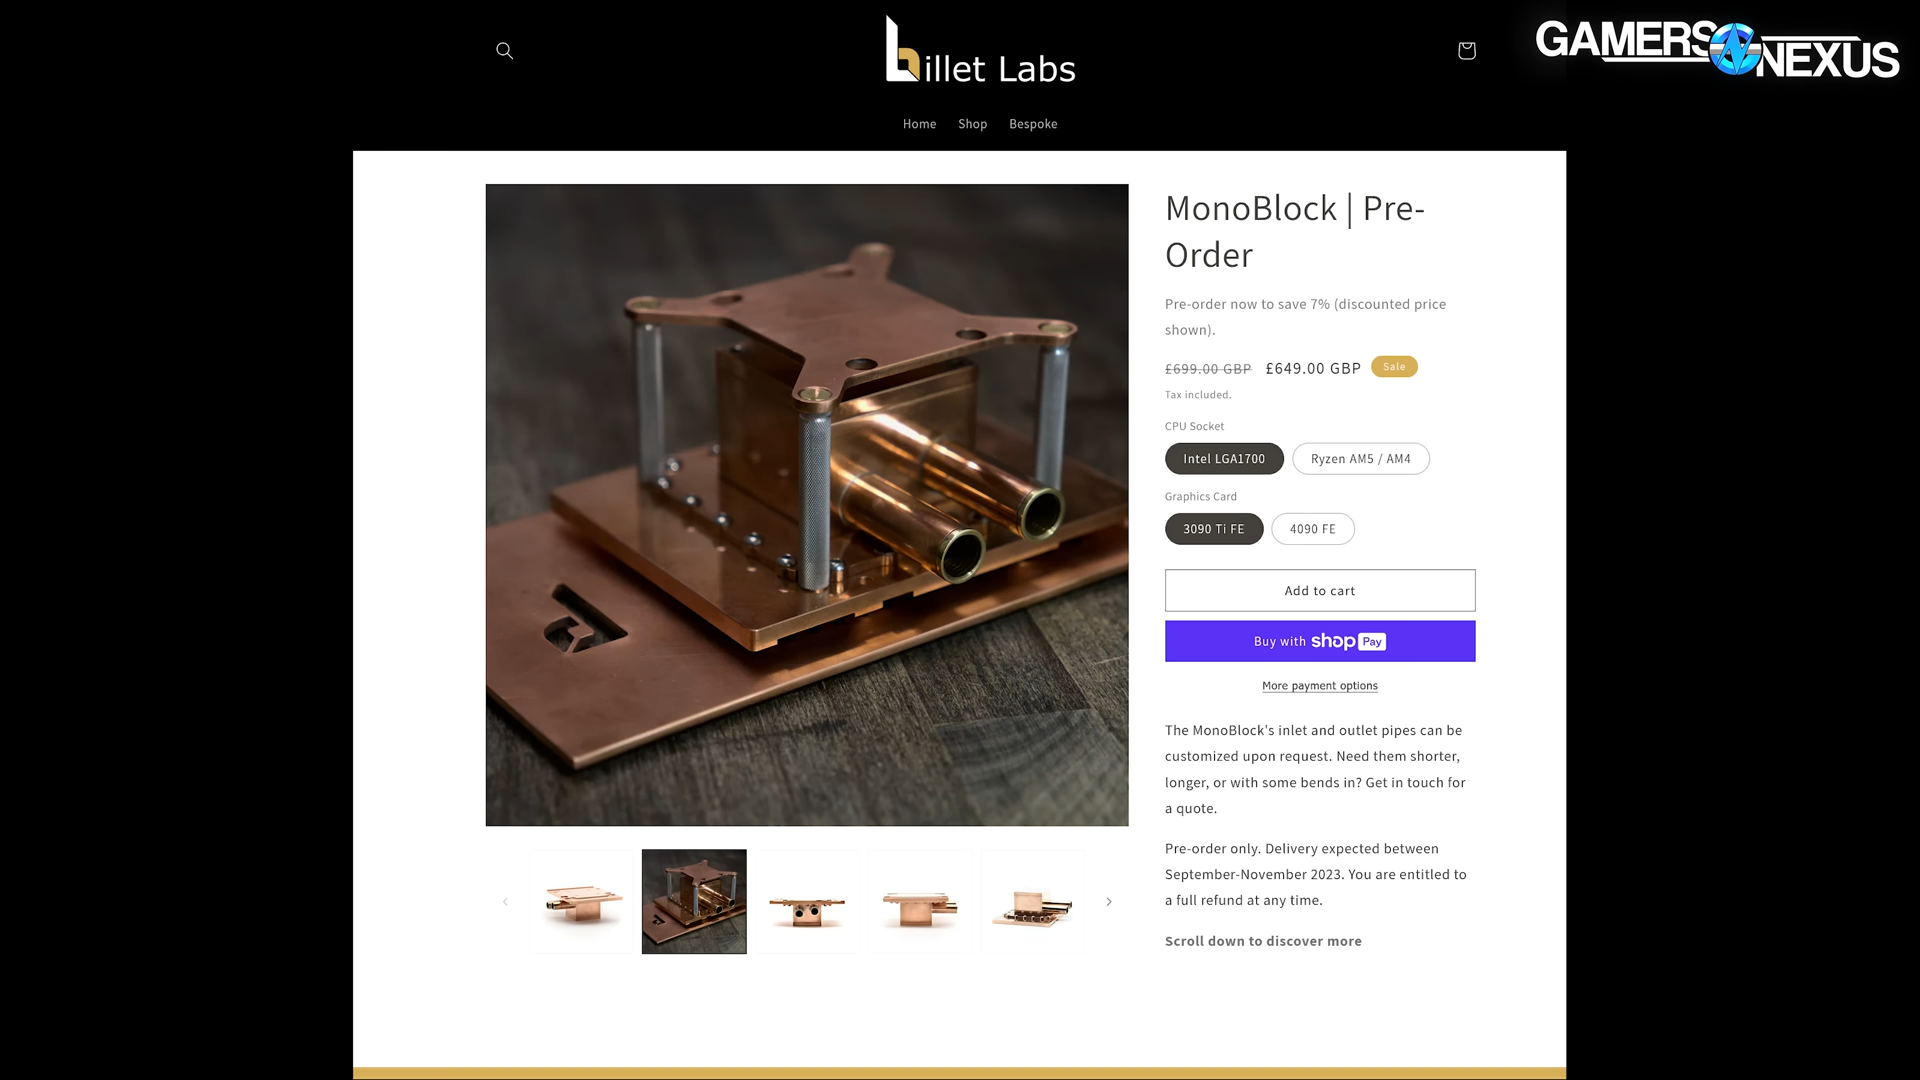 billet Labs
GAMERS NEXUS
Home Shop Bespoke
MonoBlock | Pre-
Order
Pre-order now to save 7% (discounted price
shown).
£699.00 GBP £649.00 GBP Sale
Tax included.
CPU Socket
Intel LGA1700 Ryzen AM5 / AM4
Graphics Card
3090 Ti FE 4090 FE
Add to cart
Buy with shop Pay
More payment options
The MonoBlock's inlet and outlet pipes can be
customized upon request. Need them shorter,
longer, or with some bends in? Get in touch for
a quote.
Pre-order only. Delivery expected between
September-November 2023. You are entitled to
a full refund at any time.
Scroll down to discover more